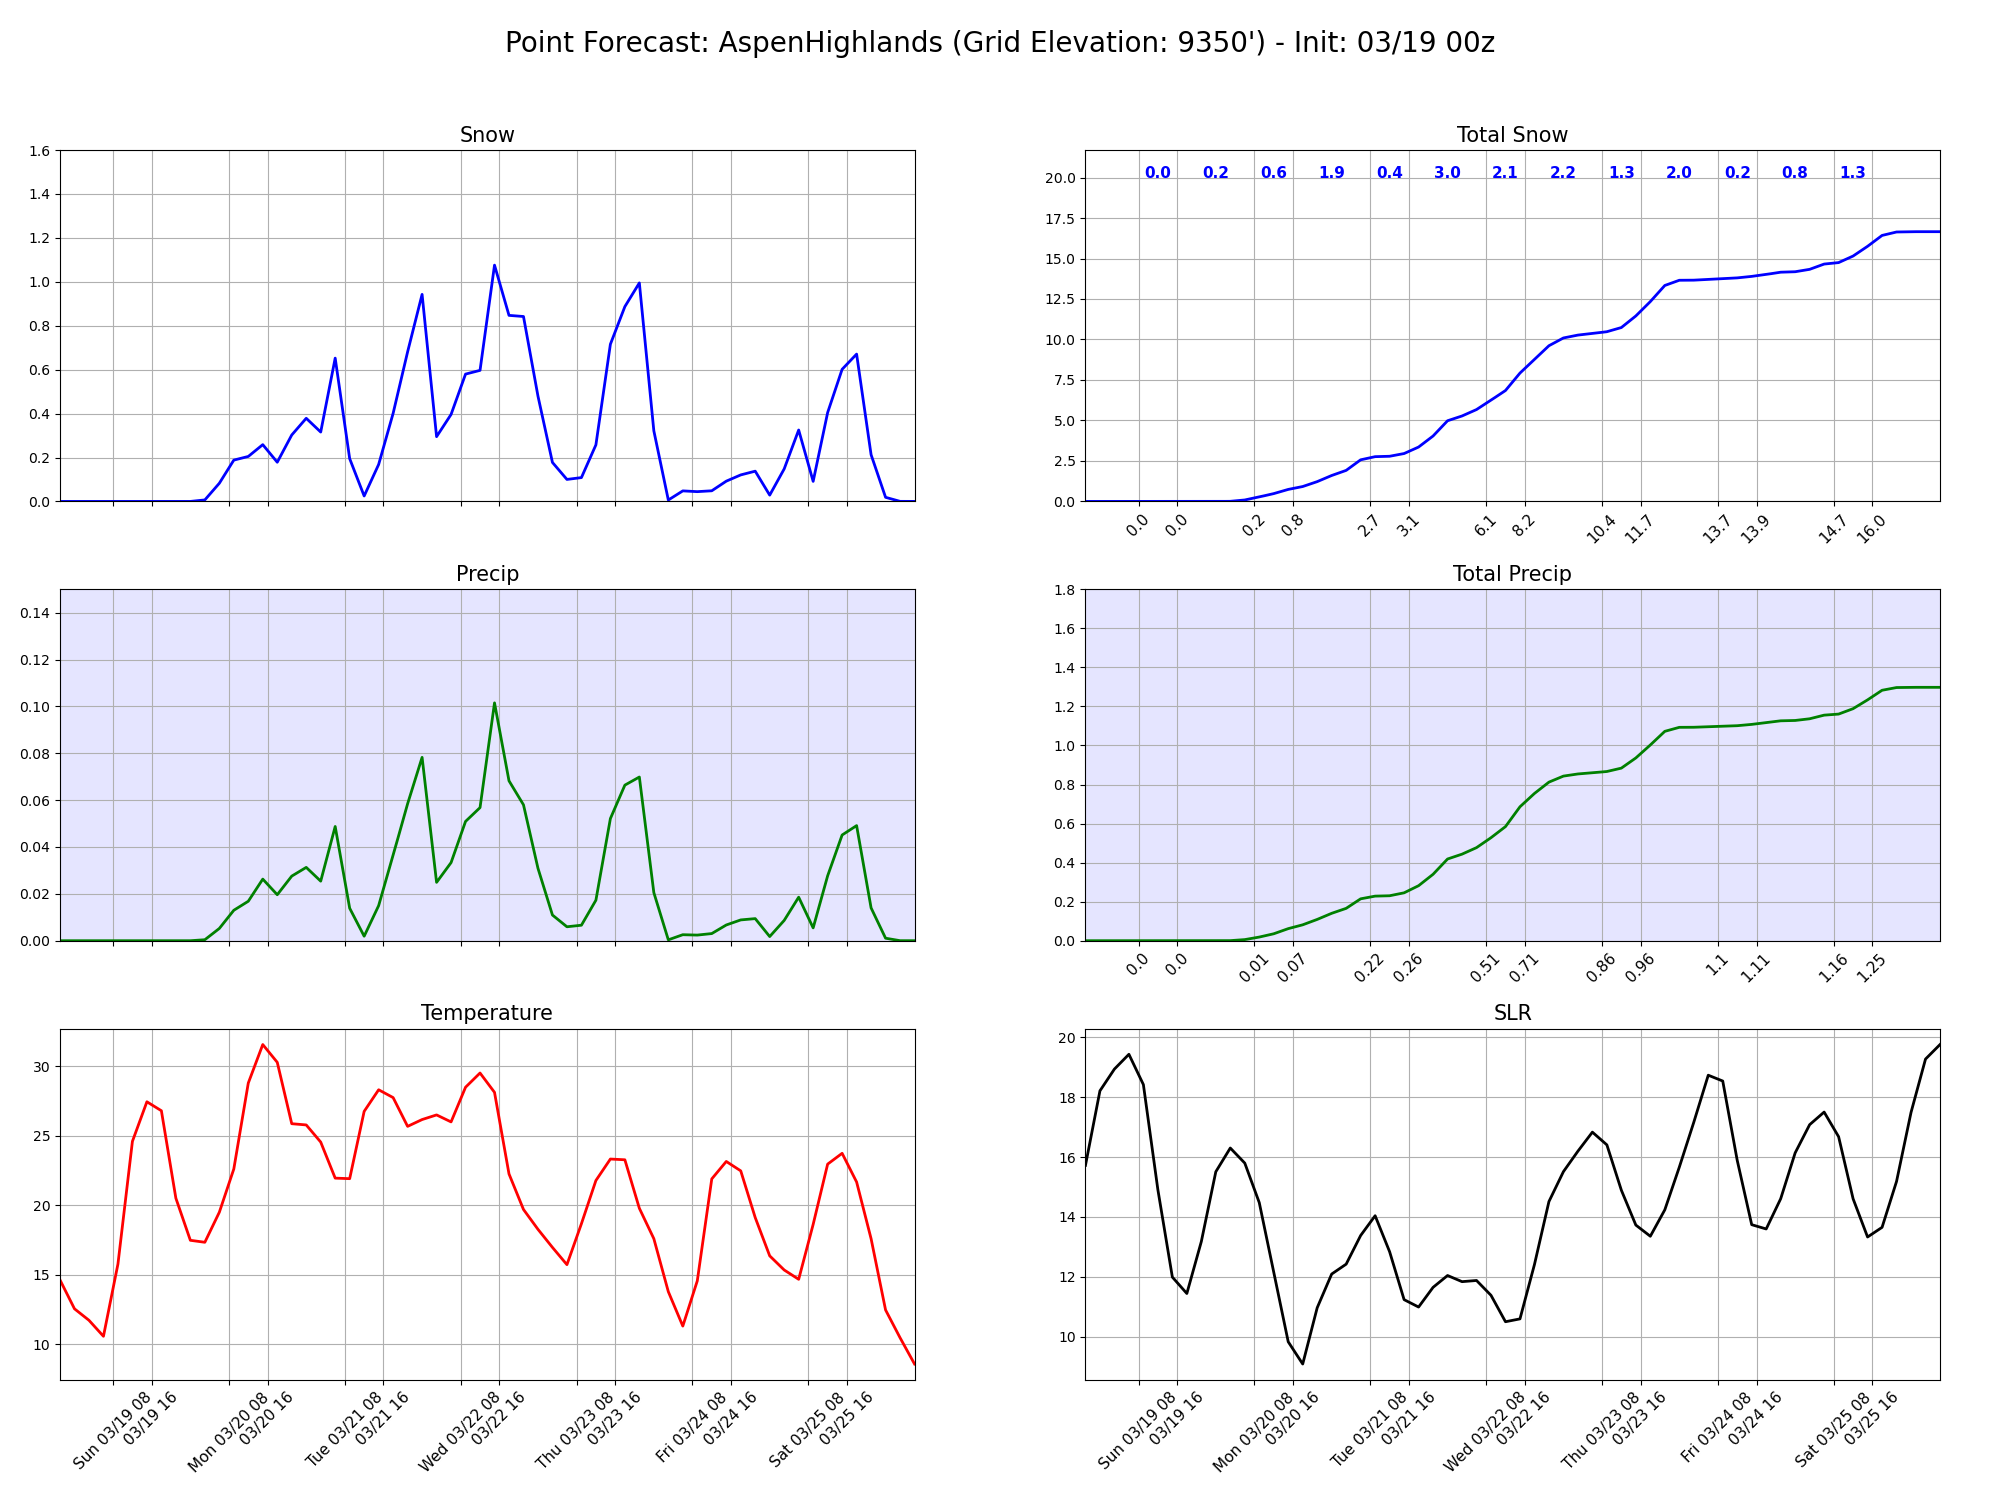 Point Forecast: AspenHighlands (Grid Elevation: 9350') - Init: 03/19 00z
Snow
1.6
1.4
1.2
1.0
0.8
0.6
0.4
0.2
0.0
Total Snow
0.0 0.2 0.6 1.9 0.4 3.0 2.1 2.2 1.3 2.0 0.2 0.8 1.3
20.0
17.5
15.0
12.5
10.0
7.5
5.0
2.5
0.0
0.0 0.0 0.2 0.8 2.7 3.1 6.1 8.2 10.4 11.7 13.7 13.9 14.7 16.0
Precip
0.14
0.12
0.10
0.08
0.06
0.04
0.02
0.00
Total Precip
1.8
1.6
1.4
1.2
1.0
0.8
0.6
0.4
0.2
0.0
0.0 0.0 0.01 0.07 0.22 0.26 0.51 0.71 0.86 0.96 1.1 1.11 1.16 1.25
Temperature
30
25
20
15
10
Sun 03/19 08
03/19 16
Mon 03/20 08
03/20 16
Tue 03/21 08
03/21 16
Wed 03/22 08
03/22 16
Thu 03/23 08
03/23 16
Fri 03/24 08
03/24 16
Sat 03/25 08
03/25 16
SLR
20
18
16
14
12
10
Sun 03/19 08
03/19 16
Mon 03/20 08
03/20 16
Tue 03/21 08
03/21 16
Wed 03/22 08
03/22 16
Thu 03/23 08
03/23 16
Fri 03/24 08
03/24 16
Sat 03/25 08
03/25 16